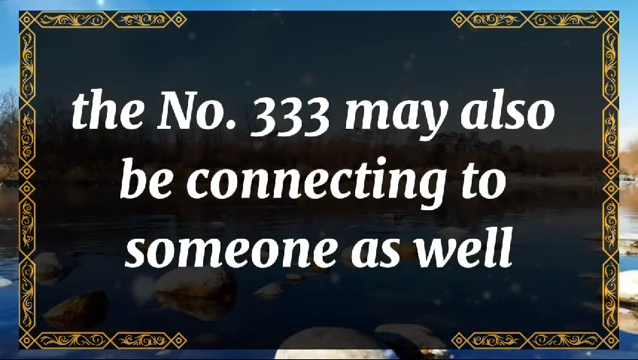 the No. 333 may also
be connecting to
someone as well